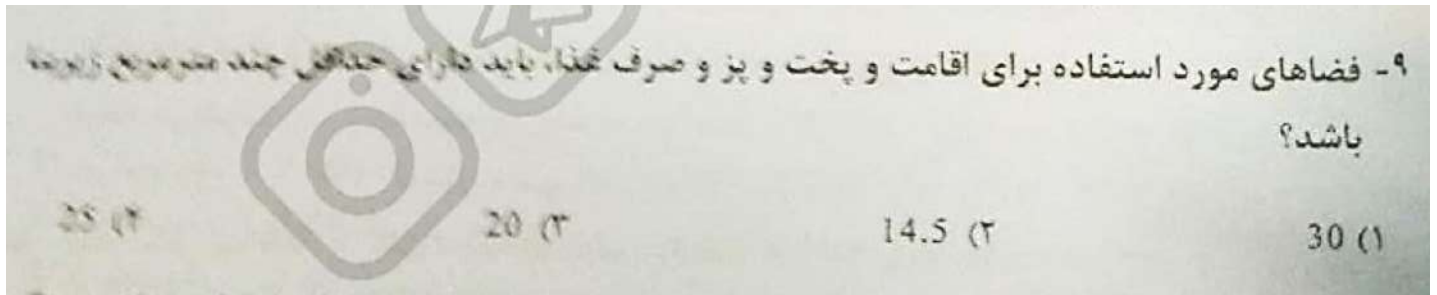 ۹- فضاهای مورد استفاده برای اقامت و پخت و پز و صرف غذا، باید دارای حداقل چند مترمربع زیربنا
باشد؟
۱) 30 ۲) 14.5 ۳) 20 ۴) 25